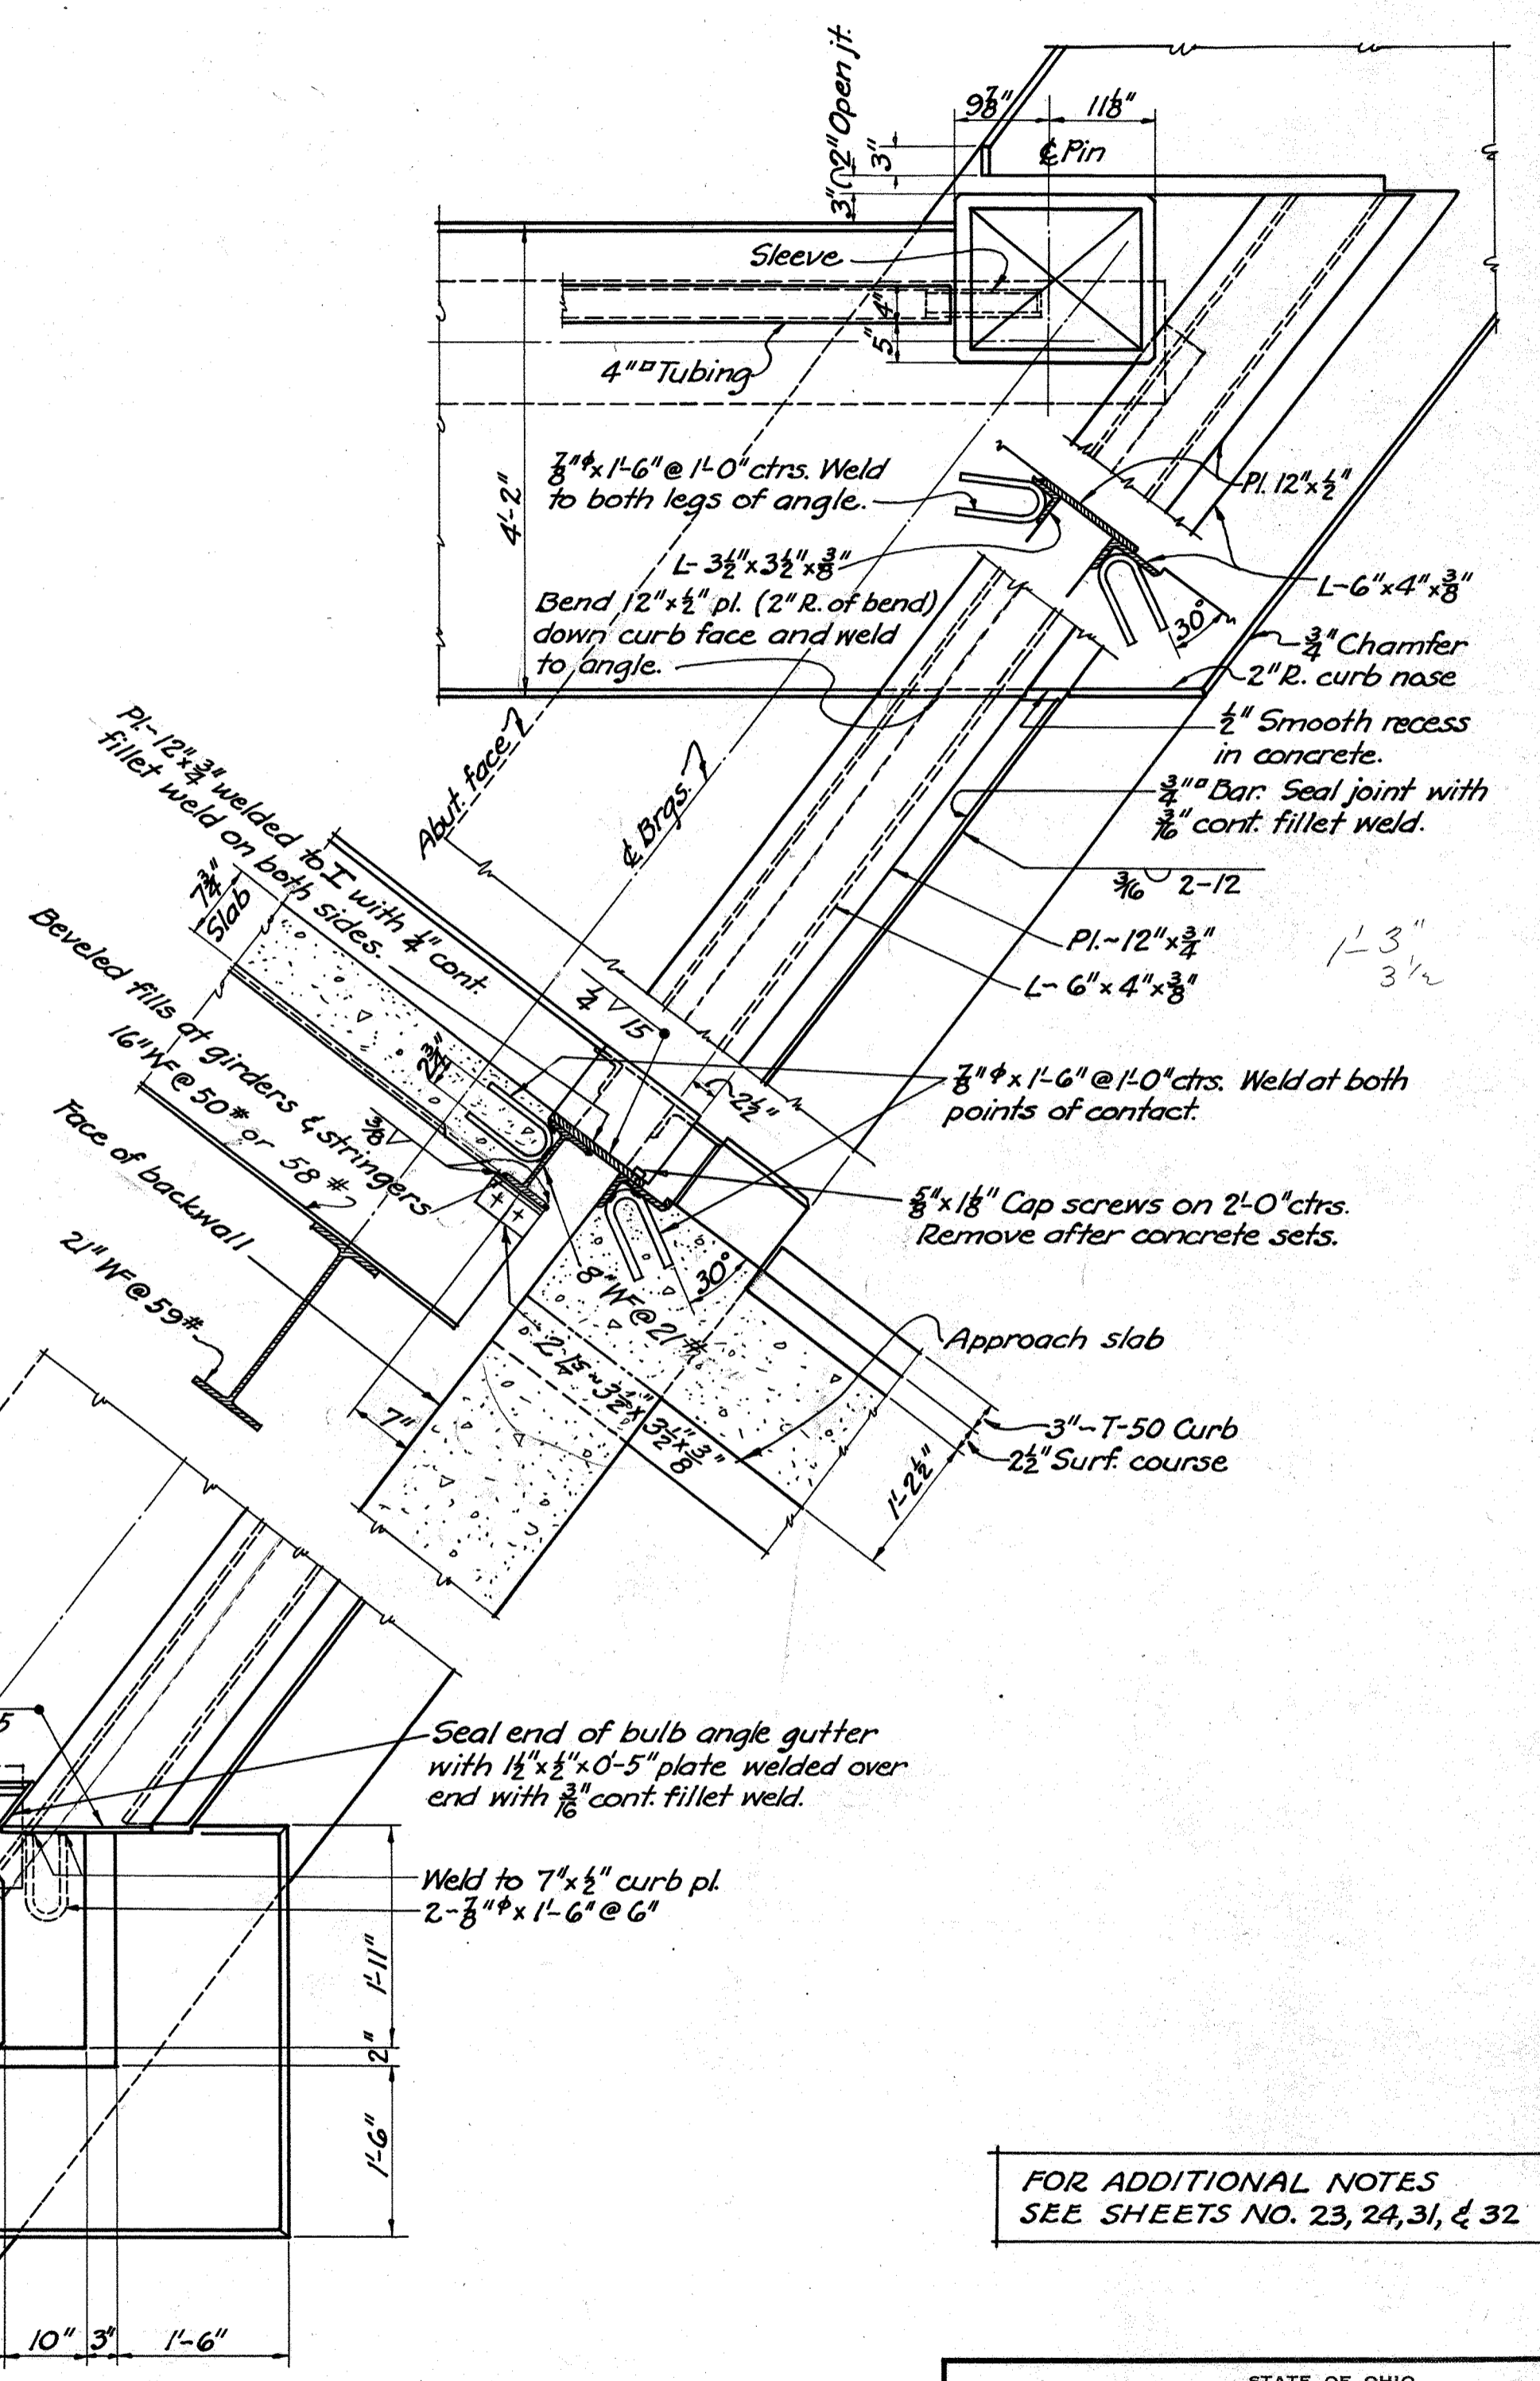 3" 2" Open jt.
3"
9⅞"
11⅛"
℄ Pin
Sleeve
4"
5"
4"□ Tubing
4'-2"
⅞"ϕ x 1'-6" @ 1'-0" ctrs. Weld
to both legs of angle.
Pl. 12" x ½"
L- 3½" x 3½" x ⅜"
L- 6" x 4" x ⅜"
Bend 12" x ½" pl. (2" R. of bend)
down curb face and weld
to angle.
30°
¾" Chamfer
2" R. curb nose
½" Smooth recess
in concrete.
¾"□ Bar. Seal joint with
3/16" cont. fillet weld.
3/16 2-12
Abut. face
℄ Brgs.
Pl.~12" x ¾" welded to I with ¼" cont.
fillet weld on both sides.
7¾"
Slab
Pl.~12" x ¾"
L- 6" x 4" x ⅜"
1'-3"
3½
¼ 15
2¾"
2½"
Beveled fills at girders & stringers
16" WF @ 50# or 58#
Face of backwall
21" WF @ 59#
⅞"ϕ x 1'-6" @ 1'-0" ctrs. Weld at both
points of contact.
⅝" x 1⅛" Cap screws on 2'-0" ctrs.
Remove after concrete sets.
30°
8" WF @ 21#
2-Ls~3½" x 3½" x ⅜"
7"
Approach slab
3"~T-50 Curb
2½" Surf. course
1'-2½"
5
Seal end of bulb angle gutter
with 1½" x ½" x 0'-5" plate welded over
end with 3/16" cont. fillet weld.
Weld to 7" x ½" curb pl.
2-⅞"ϕ x 1'-6" @ 6"
1'-11"
2"
1'-6"
10"
3"
1'-6"
FOR ADDITIONAL NOTES
SEE SHEETS NO. 23, 24, 31, & 32
STATE OF OHIO